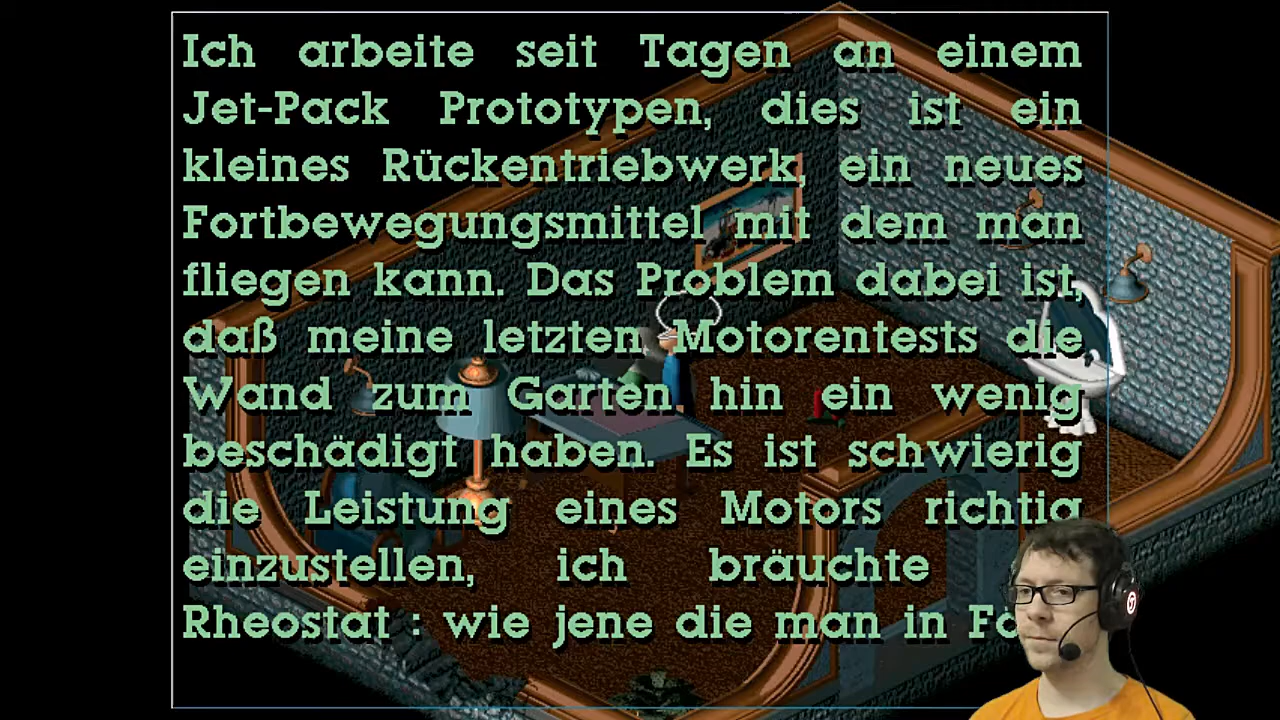 Ich arbeite seit Tagen an einem
Jet-Pack Prototypen, dies ist ein
kleines Rückentriebwerk, ein neues
Fortbewegungsmittel mit dem man
fliegen kann. Das Problem dabei ist,
daß meine letzten Motorentests die
Wand zum Garten hin ein wenig
beschädigt haben. Es ist schwierig
die Leistung eines Motors richtig
einzustellen, ich bräuchte
Rheostat : wie jene die man in